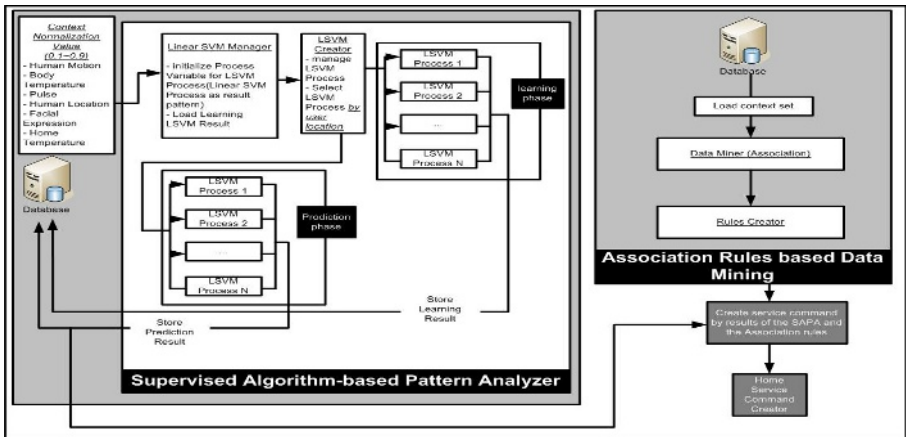 Context
Normalization
Value
(0.1~0.9)
- Human Motion
- Body
Temperature
- Pulse
- Human Location
- Facial
Expression
- Home
Temperature
Database
Linear SVM Manager
- Initialize Process
Variable for LSVM
Process(Linear SVM
Process as result
pattern)
- Load Learning
LSVM Result
LSVM
Creator
- manage
LSVM
Process
- Select
LSVM
Process by
user
location
LSVM
Process 1
LSVM
Process 2
...
LSVM
Process N
learning
phase
LSVM
Process 1
LSVM
Process 2
...
LSVM
Process N
Prodiction
phase
Store
Learning
Result
Store
Prediction
Result
Supervised Algorithm-based Pattern Analyzer
Database
Load context set
Data Miner (Association)
Rules Creator
Association Rules based Data
Mining
Create service command
by results of the SAPA and
the Association rules
Home
Service
Command
Creator